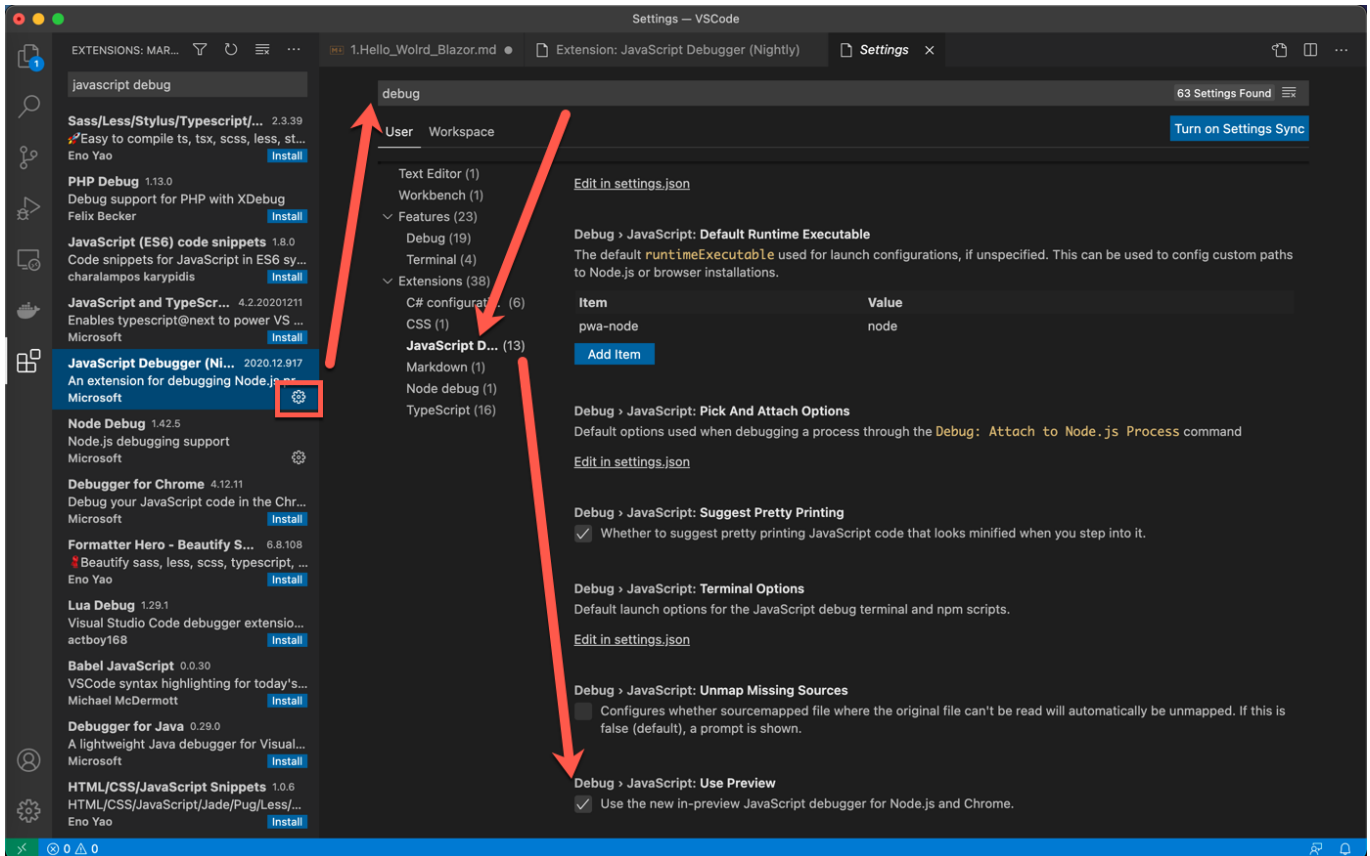 Settings — VSCode
EXTENSIONS: MAR...
1.Hello_Wolrd_Blazor.md
Extension: JavaScript Debugger (Nightly)
Settings
1
javascript debug
Sass/Less/Stylus/Typescript/... 2.3.39
Easy to compile ts, tsx, scss, less, st...
Eno Yao
Install
PHP Debug 1.13.0
Debug support for PHP with XDebug
Felix Becker
Install
JavaScript (ES6) code snippets 1.8.0
Code snippets for JavaScript in ES6 sy...
charalampos karypidis
Install
JavaScript and TypeScr... 4.2.20201211
Enables typescript@next to power VS ...
Microsoft
Install
JavaScript Debugger (Ni... 2020.12.917
An extension for debugging Node.js pr...
Microsoft
Node Debug 1.42.5
Node.js debugging support
Microsoft
Debugger for Chrome 4.12.11
Debug your JavaScript code in the Chr...
Microsoft
Install
Formatter Hero - Beautify S... 6.8.108
Beautify sass, less, scss, typescript, ...
Eno Yao
Install
Lua Debug 1.29.1
Visual Studio Code debugger extensio...
actboy168
Install
Babel JavaScript 0.0.30
VSCode syntax highlighting for today's...
Michael McDermott
Install
Debugger for Java 0.29.0
A lightweight Java debugger for Visual...
Microsoft
Install
HTML/CSS/JavaScript Snippets 1.0.6
HTML/CSS/JavaScript/Jade/Pug/Less/...
Eno Yao
Install
debug
63 Settings Found
User
Workspace
Turn on Settings Sync
Text Editor (1)
Workbench (1)
Features (23)
Debug (19)
Terminal (4)
Extensions (38)
C# configurati... (6)
CSS (1)
JavaScript D... (13)
Markdown (1)
Node debug (1)
TypeScript (16)
Edit in settings.json
Debug › JavaScript: Default Runtime Executable
The default runtimeExecutable used for launch configurations, if unspecified. This can be used to config custom paths
to Node.js or browser installations.
Item Value
pwa-node node
Add Item
Debug › JavaScript: Pick And Attach Options
Default options used when debugging a process through the Debug: Attach to Node.js Process command
Edit in settings.json
Debug › JavaScript: Suggest Pretty Printing
Whether to suggest pretty printing JavaScript code that looks minified when you step into it.
Debug › JavaScript: Terminal Options
Default launch options for the JavaScript debug terminal and npm scripts.
Edit in settings.json
Debug › JavaScript: Unmap Missing Sources
Configures whether sourcemapped file where the original file can't be read will automatically be unmapped. If this is
false (default), a prompt is shown.
Debug › JavaScript: Use Preview
Use the new in-preview JavaScript debugger for Node.js and Chrome.
0 0